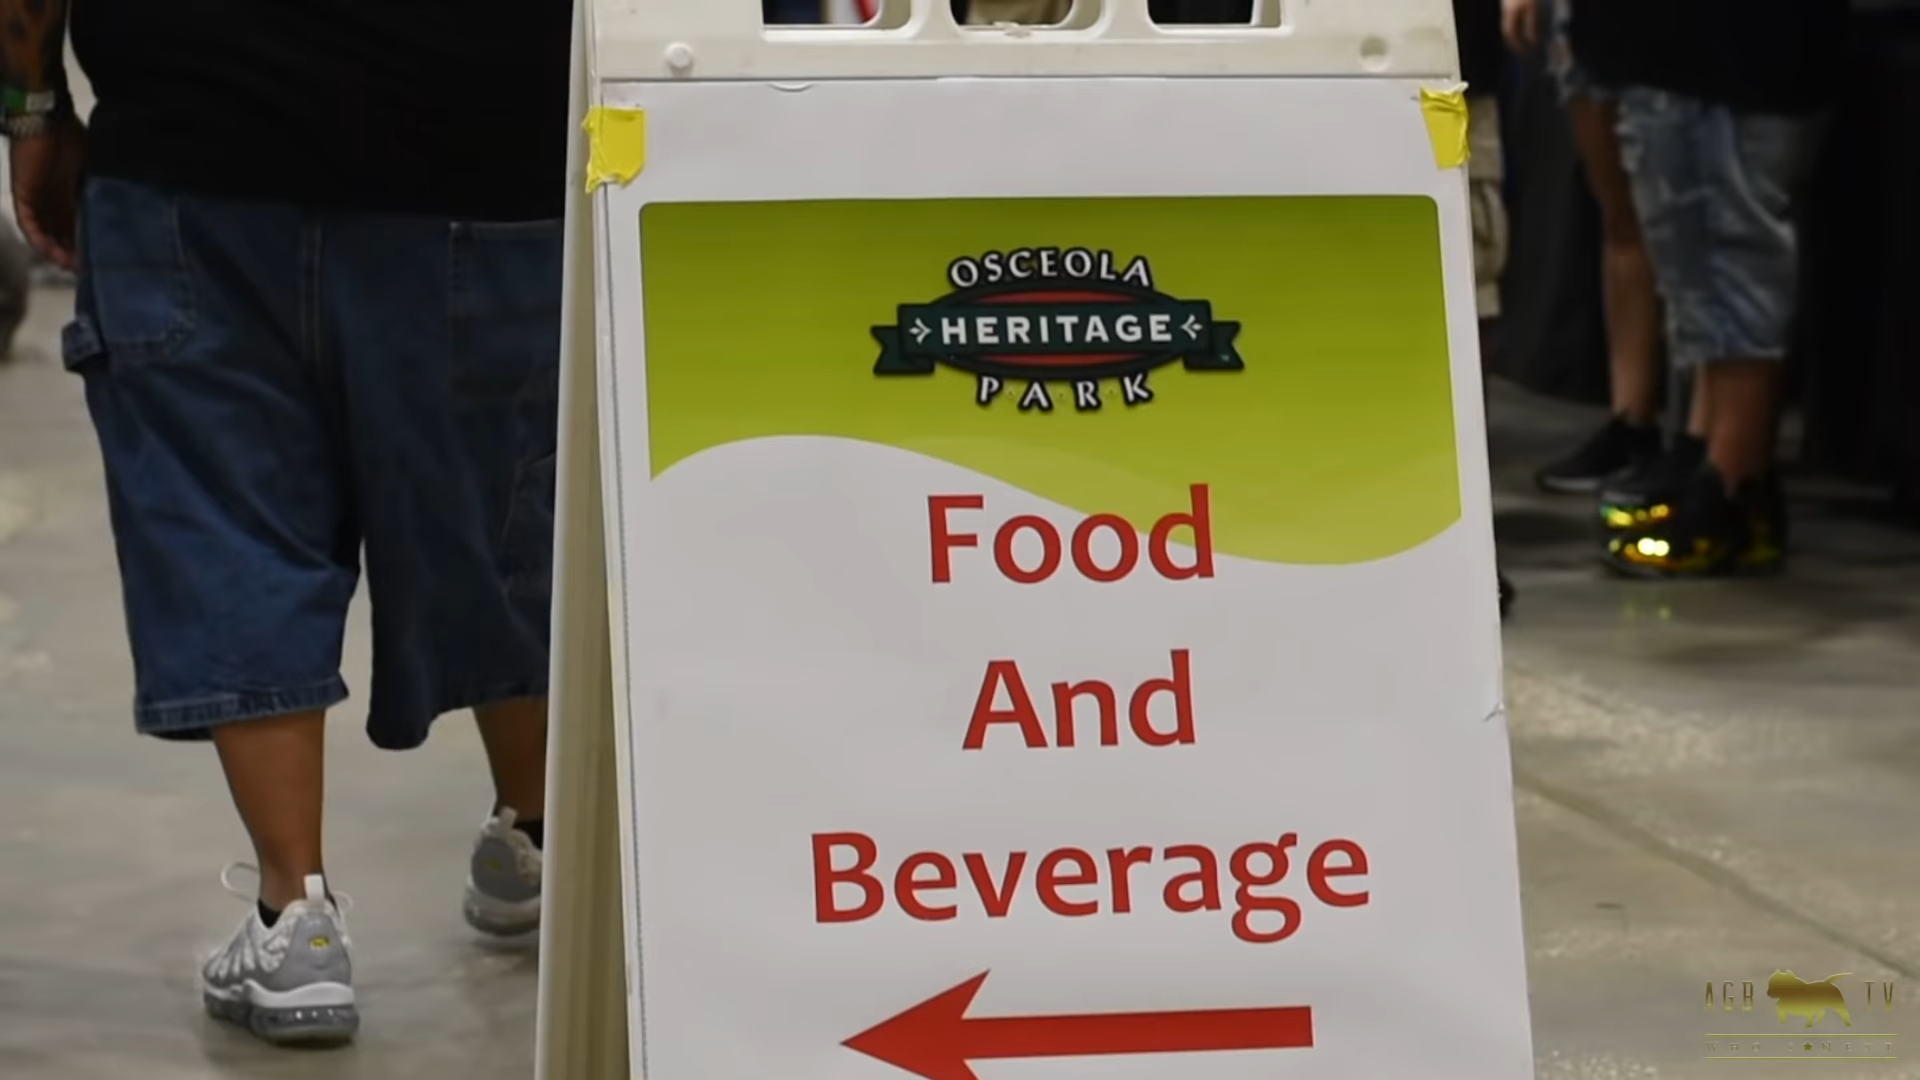 OSCEOLA
HERITAGE
PARK
Food
And
Beverage
AGB TV